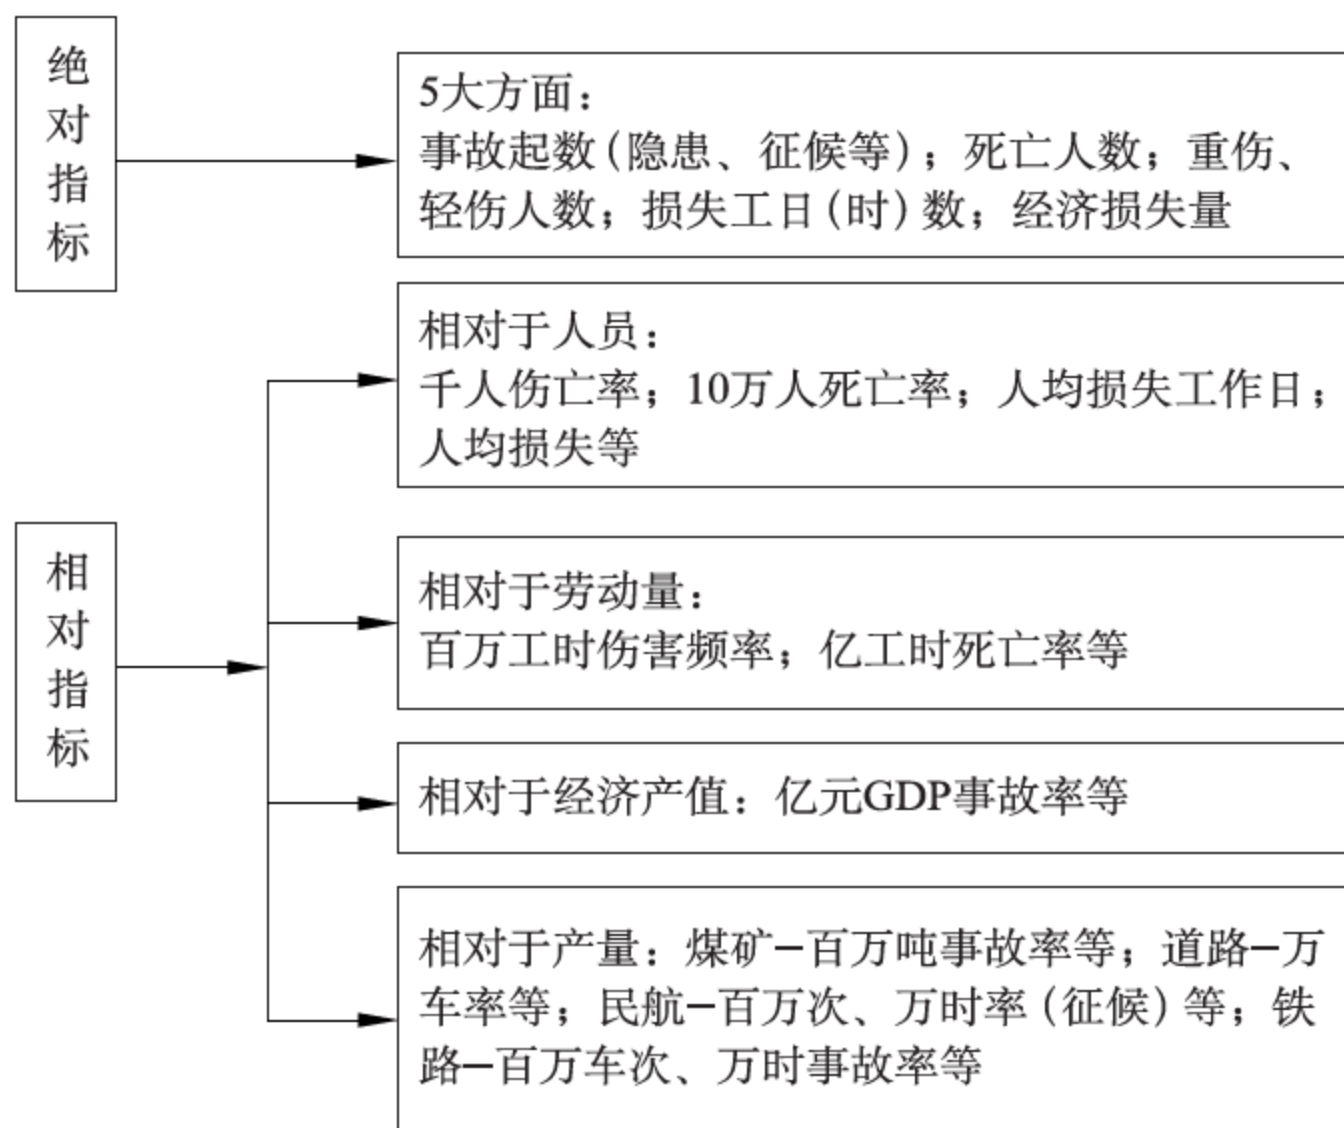 绝对指标
5大方面：
事故起数（隐患、征候等）；死亡人数；重伤、
轻伤人数；损失工日（时）数；经济损失量
相对指标
相对于人员：
千人伤亡率；10万人死亡率；人均损失工作日；
人均损失等
相对于劳动量：
百万工时伤害频率；亿工时死亡率等
相对于经济产值：亿元GDP事故率等
相对于产量：煤矿—百万吨事故率等；道路—万
车率等；民航—百万次、万时率（征候）等；铁
路—百万车次、万时事故率等